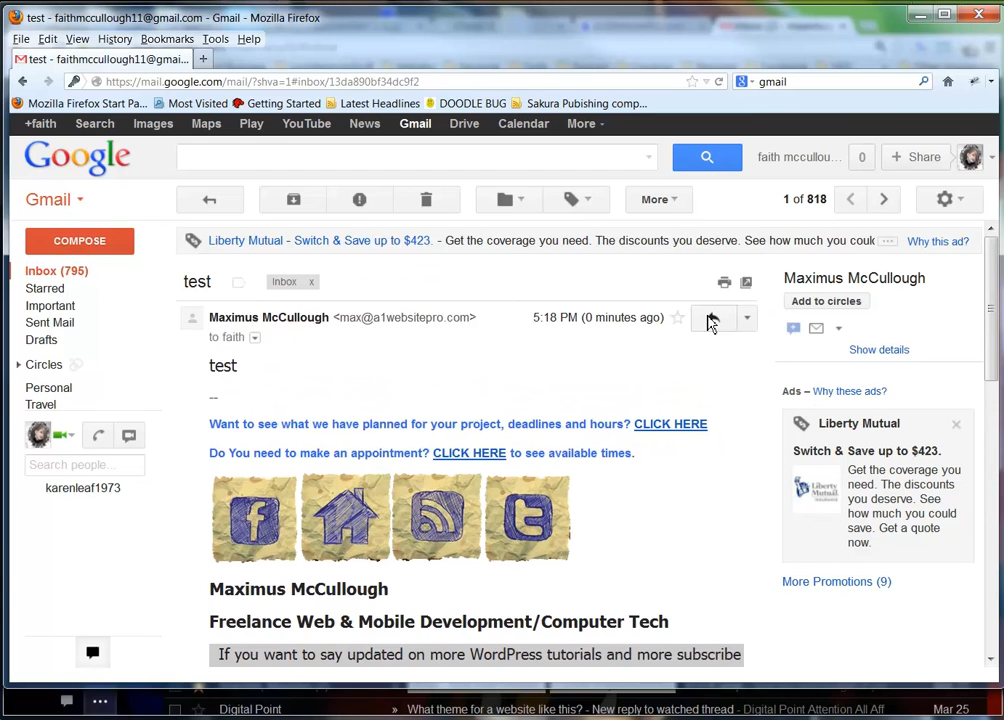 test - faithmccullough11@gmail.com - Gmail - Mozilla Firefox
File Edit View History Bookmarks Tools Help
test - faithmccullough11@gmai...
https://mail.google.com/mail/?shva=1#inbox/13da890bf34dc9f2
gmail
Mozilla Firefox Start Pa... Most Visited Getting Started Latest Headlines DOODLE BUG Sakura Pubishing comp...
+faith Search Images Maps Play YouTube News Gmail Drive Calendar More
Google
faith mccullou... 0 + Share
Gmail
More
1 of 818
COMPOSE
Liberty Mutual - Switch & Save up to $423. - Get the coverage you need. The discounts you deserve. See how much you could
Why this ad?
Inbox (795)
Starred
Important
Sent Mail
Drafts
Circles
Personal
Travel
Search people...
karenleaf1973
test
Inbox x
Maximus McCullough <max@a1websitepro.com>
5:18 PM (0 minutes ago)
to faith
test
--
Want to see what we have planned for your project, deadlines and hours? CLICK HERE
Do You need to make an appointment? CLICK HERE to see available times.
Maximus McCullough
Freelance Web & Mobile Development/Computer Tech
If you want to say updated on more WordPress tutorials and more subscribe
Maximus McCullough
Add to circles
Show details
Ads - Why these ads?
Liberty Mutual
Switch & Save up to $423.
Liberty Mutual
Get the coverage
you need. The
discounts you
deserve. See
how much you
could save.
Get a quote
now.
More Promotions (9)
Digital Point
» What theme for a website like this? - New reply to watched thread - Digital Point Attention All Aff
Mar 25